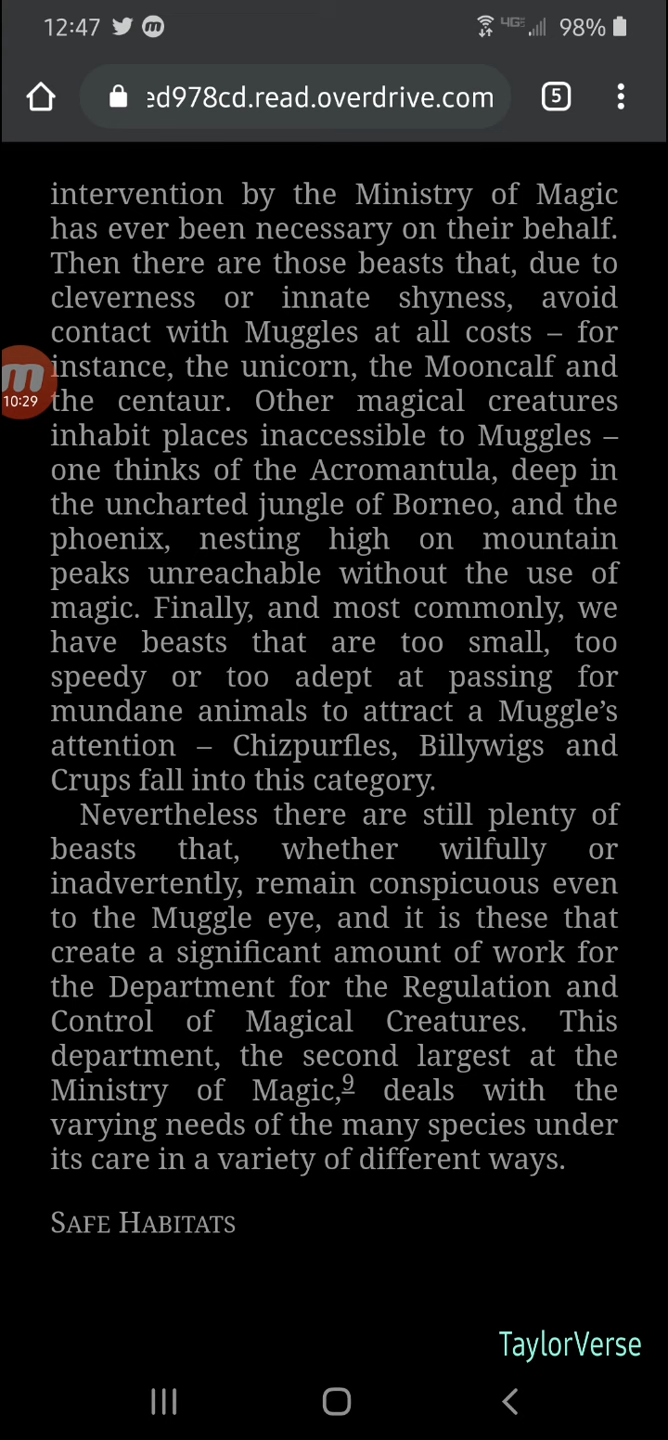 12:47 4GE 98%
ed978cd.read.overdrive.com 5
intervention by the Ministry of Magic
has ever been necessary on their behalf.
Then there are those beasts that, due to
cleverness or innate shyness, avoid
contact with Muggles at all costs – for
instance, the unicorn, the Mooncalf and
m
10:29
the centaur. Other magical creatures
inhabit places inaccessible to Muggles –
one thinks of the Acromantula, deep in
the uncharted jungle of Borneo, and the
phoenix, nesting high on mountain
peaks unreachable without the use of
magic. Finally, and most commonly, we
have beasts that are too small, too
speedy or too adept at passing for
mundane animals to attract a Muggle’s
attention – Chizpurfles, Billywigs and
Crups fall into this category.
Nevertheless there are still plenty of
beasts that, whether wilfully or
inadvertently, remain conspicuous even
to the Muggle eye, and it is these that
create a significant amount of work for
the Department for the Regulation and
Control of Magical Creatures. This
department, the second largest at the
Ministry of Magic,9 deals with the
varying needs of the many species under
its care in a variety of different ways.
SAFE HABITATS
TaylorVerse